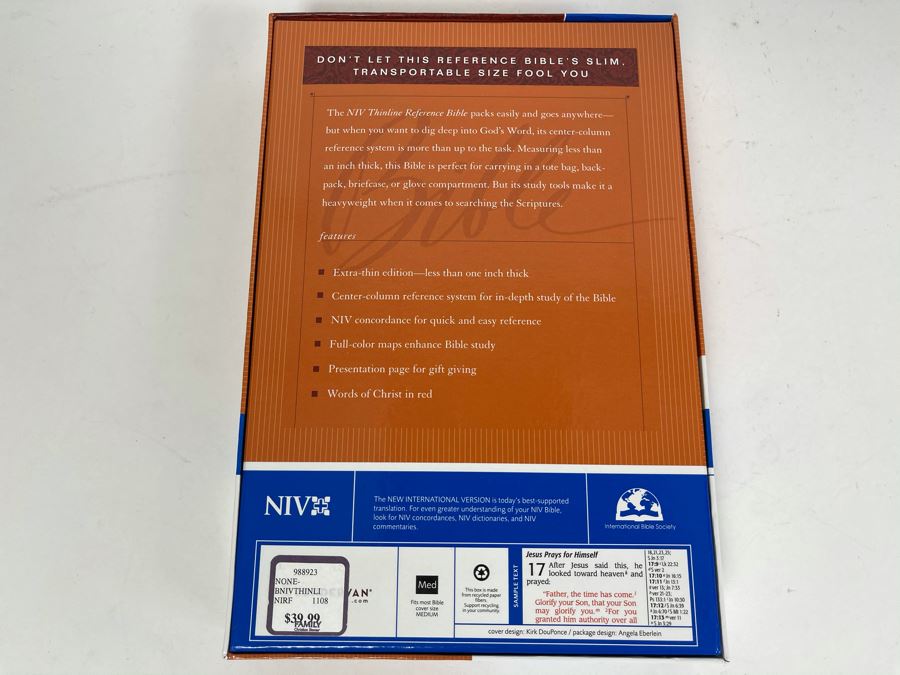 DON'T LET THIS REFERENCE BIBLE'S SLIM,
TRANSPORTABLE SIZE FOOL YOU
The NIV Thinline Reference Bible packs easily and goes anywhere—
but when you want to dig deep into God's Word, its center-column
reference system is more than up to the task. Measuring less than
an inch thick, this Bible is perfect for carrying in a tote bag, back-
pack, briefcase, or glove compartment. But its study tools make it a
heavyweight when it comes to searching the Scriptures.
Bible
features
Extra-thin edition—less than one inch thick
Center-column reference system for in-depth study of the Bible
NIV concordance for quick and easy reference
Full-color maps enhance Bible study
Presentation page for gift giving
Words of Christ in red
NIV
The NEW INTERNATIONAL VERSION is today's best-supported
translation. For even greater understanding of your NIV Bible,
look for NIV concordances, NIV dictionaries, and NIV
commentaries.
International Bible Society
988923
NONE-
BNIVTHINLI
NIRF 1108
$39.99
FAMILY
Christian Stores
VAN®
.com
Med
Fits most Bible
cover size
MEDIUM
This box is made
from recycled paper
fibers.
Support recycling
in your community.
SAMPLE TEXT
Jesus Prays for Himself
17 After Jesus said this, he
looked toward heaven and
prayed:
"Father, the time has come.
Glorify your Son, that your Son
may glorify you. 2For you
granted him authority over all
cover design: Kirk DouPonce / package design: Angela Eberlein